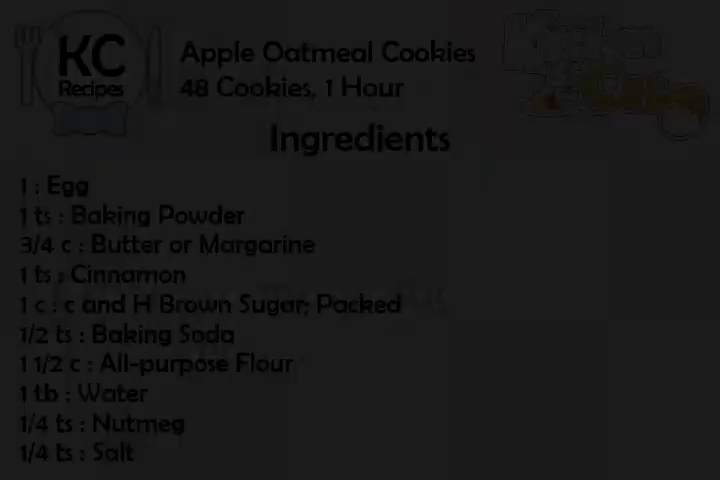 KC
Recipes
Apple Oatmeal Cookies
48 Cookies, 1 Hour
Ingredients
1 : Egg
1 ts : Baking Powder
3/4 c : Butter or Margarine
1 ts : Cinnamon
1 c : c and H Brown Sugar; Packed
1/2 ts : Baking Soda
1 1/2 c : All-purpose Flour
1 tb : Water
1/4 ts : Nutmeg
1/4 ts : Salt